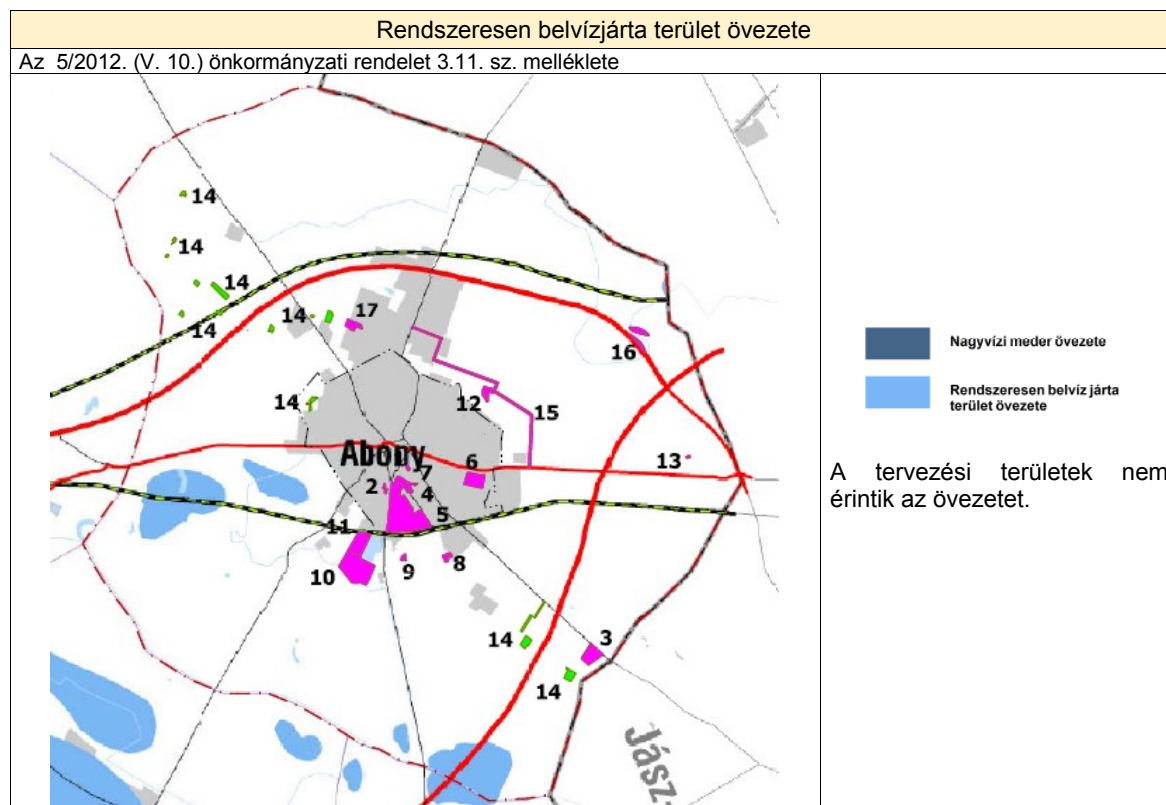 Rendszeresen belvízjárta terület övezete
Az 5/2012. (V. 10.) önkormányzati rendelet 3.11. sz. melléklete
14
14
14
14
14
17
16
14
12
15
Abony
13
7
6
2
4
5
11
10
9
8
14
3
14
Jász-
Nagyvízi meder övezete
Rendszeresen belvíz járta
terület övezete
A tervezési területek nem
érintik az övezetet.